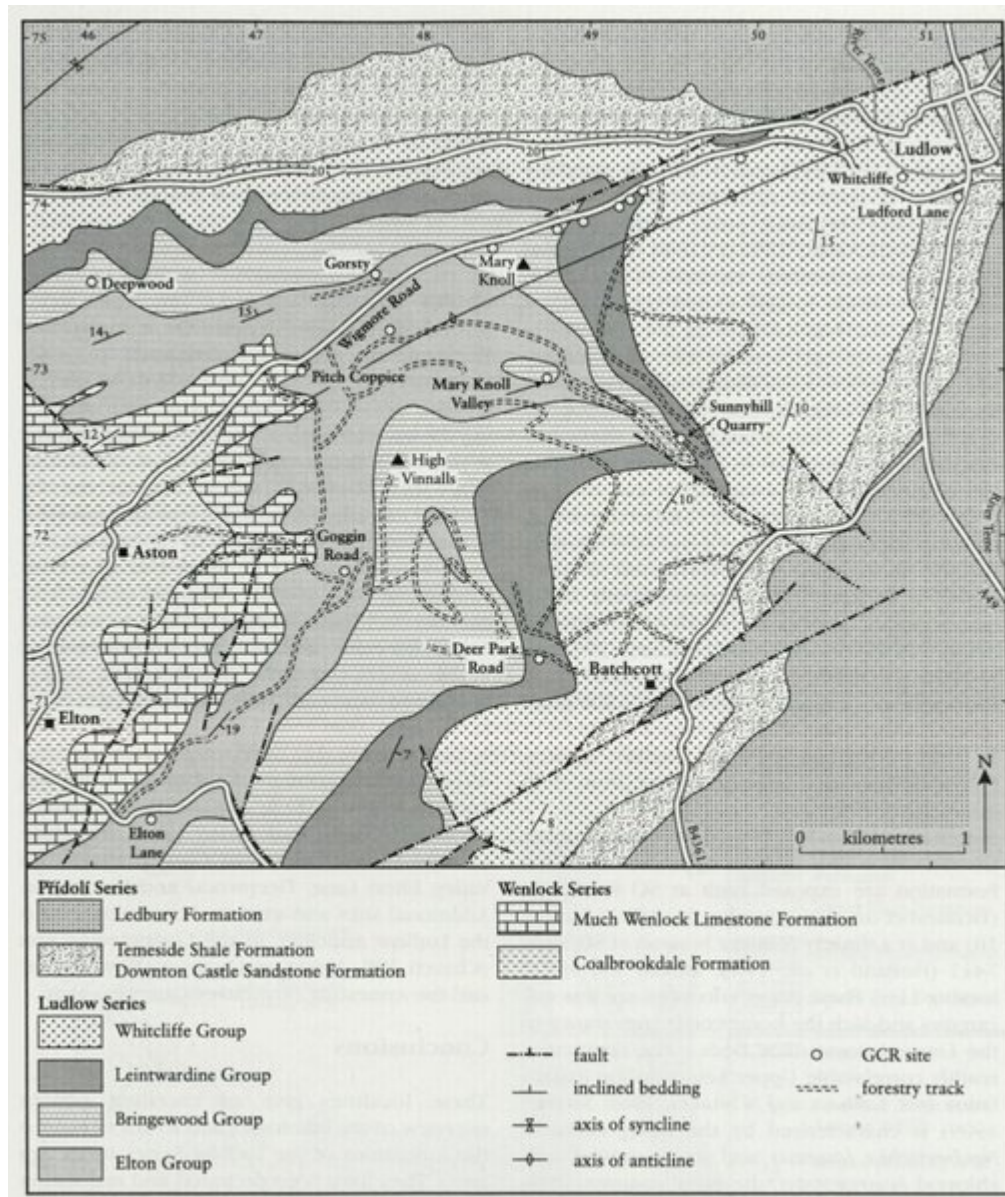 75
46
47
48
49
50
51
River Teme
Ludlow
Whitcliffe
Ludford Lane
20
20
74
15
Mary
Knoll
Gorsty
Deepwood
Wigmore Road
15
14
73
Pitch Coppice
Mary Knoll
Valley
Sunnyhill
Quarry
10
12
High
Vinnalls
10
72
Aston
Goggin
Road
River Teme
A49
Deer Park
Road
Batchcott
71
Elton
19
7
N
8
B4361
0 kilometres 1
Elton
Lane
Pridoli Series
Ledbury Formation
Temeside Shale Formation
Downton Castle Sandstone Formation
Ludlow Series
Whitcliffe Group
Leintwardine Group
Bringewood Group
Elton Group
Wenlock Series
Much Wenlock Limestone Formation
Coalbrookdale Formation
fault
inclined bedding
axis of syncline
axis of anticline
GCR site
forestry track